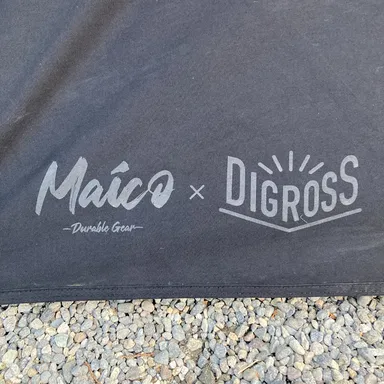 Maico × DIGROSS
-Durable Gear-